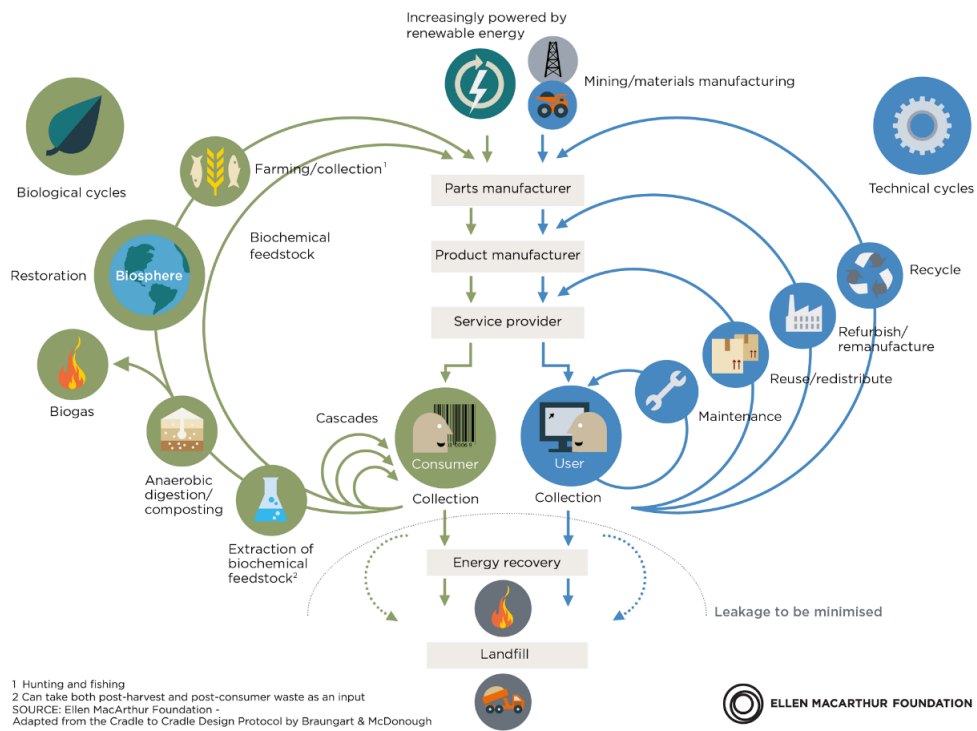 Increasingly powered by
renewable energy
Mining/materials manufacturing
Biological cycles
Technical cycles
Farming/collection¹
Parts manufacturer
Biochemical
feedstock
Product manufacturer
Restoration
Biosphere
Recycle
Service provider
Refurbish/
remanufacture
Biogas
Reuse/redistribute
Cascades
Maintenance
Consumer
User
Anaerobic
digestion/
composting
Collection
Collection
Extraction of
biochemical
feedstock²
Energy recovery
Leakage to be minimised
Landfill
1 Hunting and fishing
2 Can take both post-harvest and post-consumer waste as an input
SOURCE: Ellen MacArthur Foundation -
Adapted from the Cradle to Cradle Design Protocol by Braungart & McDonough
ELLEN MACARTHUR FOUNDATION